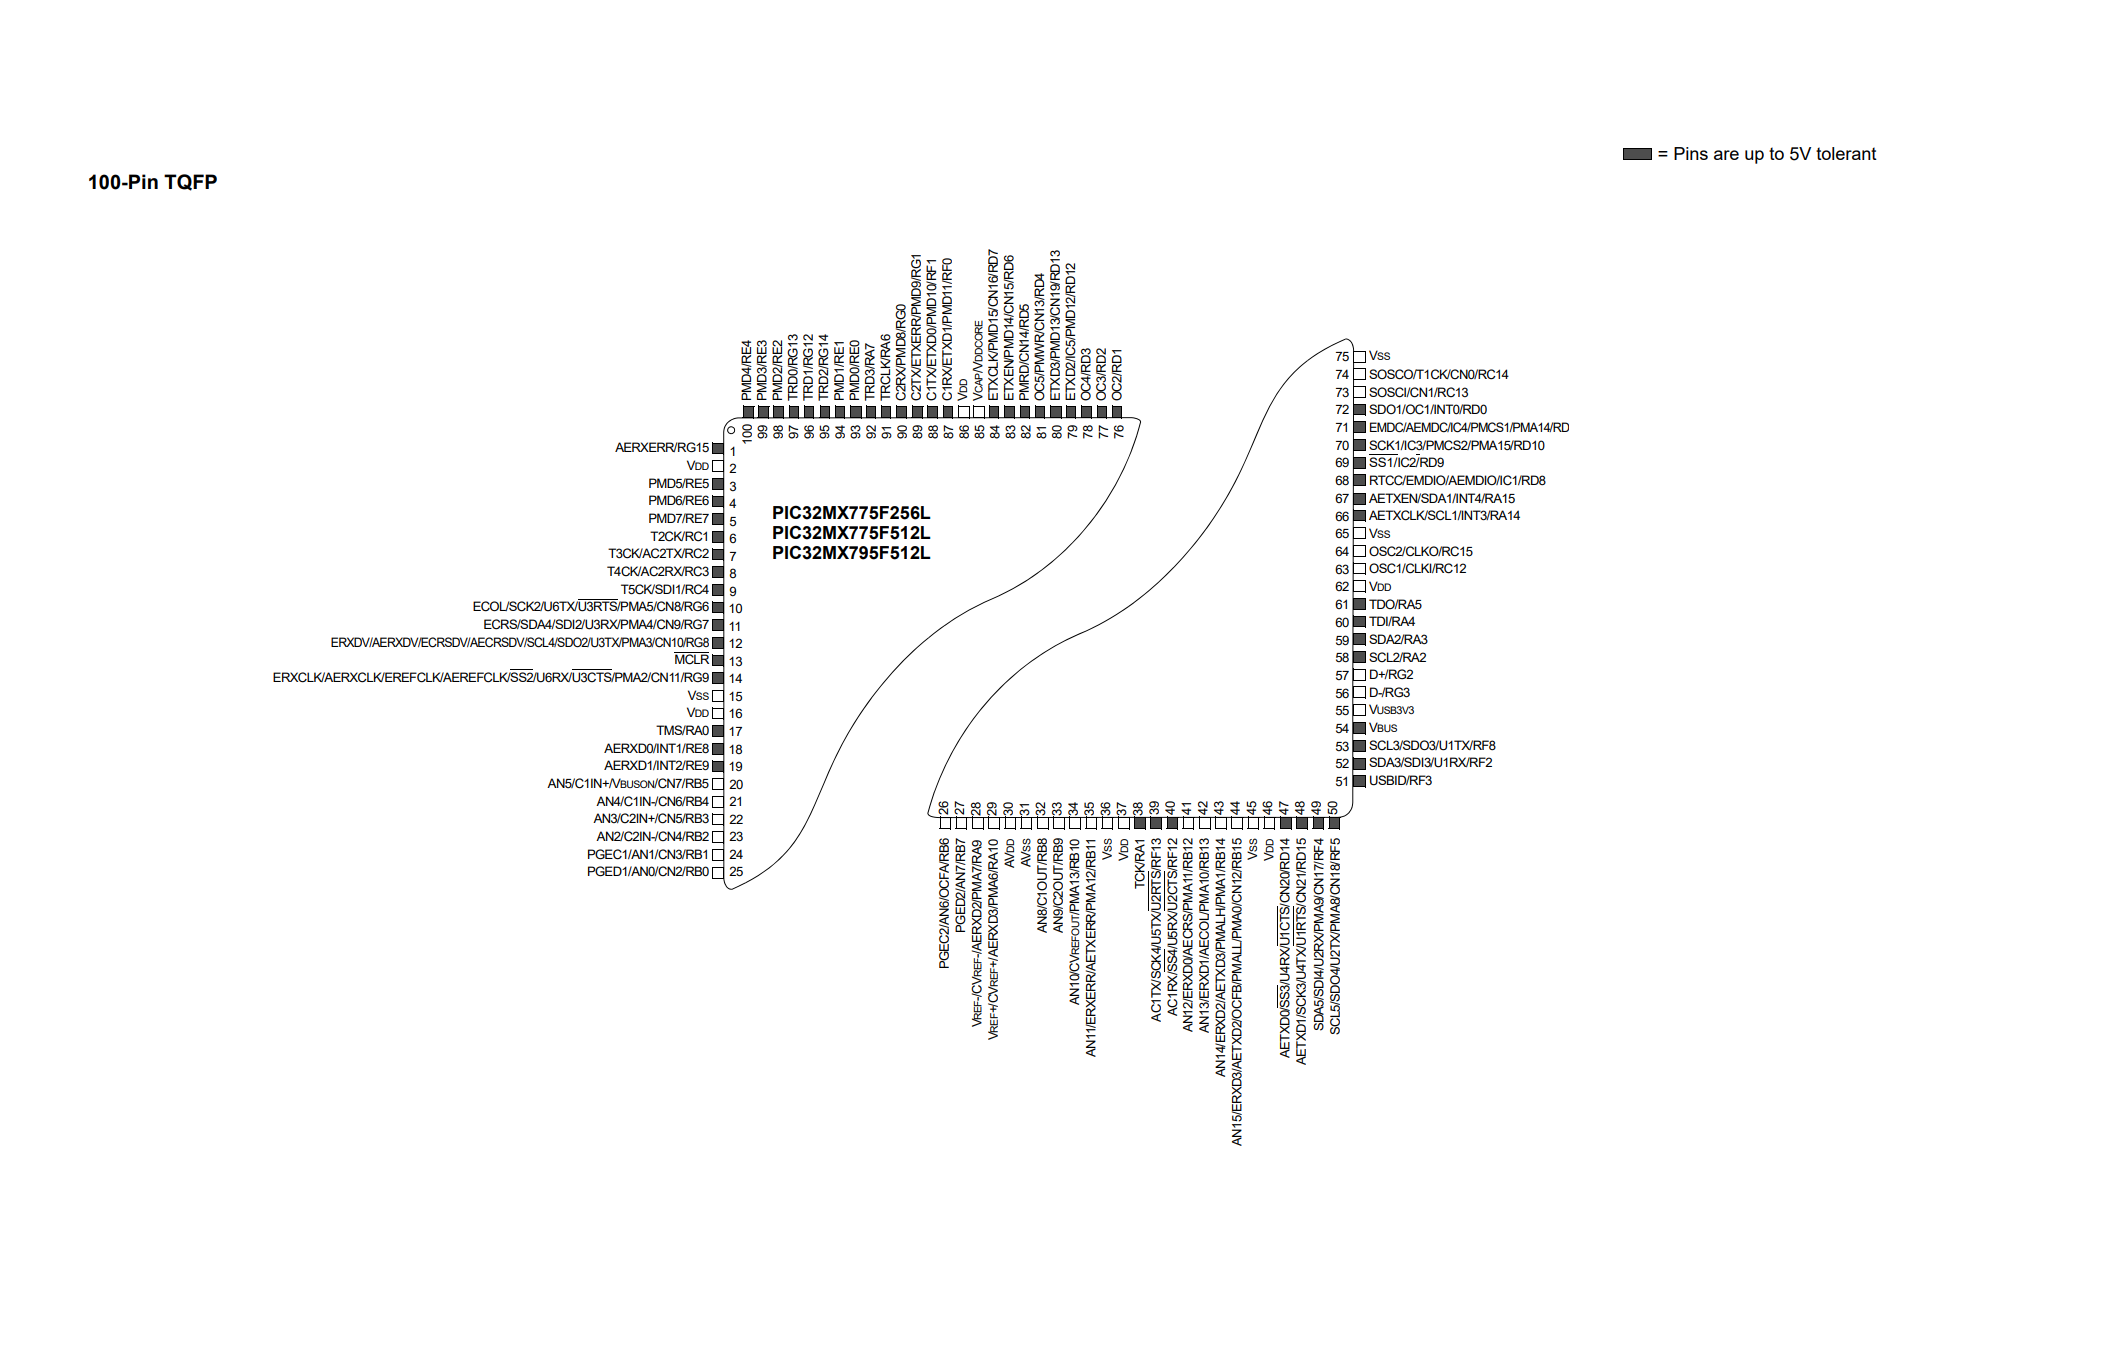 = Pins are up to 5V tolerant
100-Pin TQFP
PIC32MX775F256L
PIC32MX775F512L
PIC32MX795F512L
AERXERR/RG15 1
VDD 2
PMD5/RE5 3
PMD6/RE6 4
PMD7/RE7 5
T2CK/RC1 6
T3CK/AC2TX/RC2 7
T4CK/AC2RX/RC3 8
T5CK/SDI1/RC4 9
ECOL/SCK2/U6TX/U3RTS/PMA5/CN8/RG6 10
ECRS/SDA4/SDI2/U3RX/PMA4/CN9/RG7 11
ERXDV/AERXDV/ECRSDV/AECRSDV/SCL4/SDO2/U3TX/PMA3/CN10/RG8 12
MCLR 13
ERXCLK/AERXCLK/EREFCLK/AEREFCLK/SS2/U6RX/U3CTS/PMA2/CN11/RG9 14
VSS 15
VDD 16
TMS/RA0 17
AERXD0/INT1/RE8 18
AERXD1/INT2/RE9 19
AN5/C1IN+/VBUSON/CN7/RB5 20
AN4/C1IN-/CN6/RB4 21
AN3/C2IN+/CN5/RB3 22
AN2/C2IN-/CN4/RB2 23
PGEC1/AN1/CN3/RB1 24
PGED1/AN0/CN2/RB0 25
26 PGEC2/AN6/OCFA/RB6
27 PGED2/AN7/RB7
28 VREF-/CVREF-/AERXD2/PMA7/RA9
29 VREF+/CVREF+/AERXD3/PMA6/RA10
30 AVDD
31 AVSS
32 AN8/C1OUT/RB8
33 AN9/C2OUT/RB9
34 AN10/CVREFOUT/PMA13/RB10
35 AN11/ERXERR/AETXERR/PMA12/RB11
36 VSS
37 VDD
38 TCK/RA1
39 AC1TX/SCK4/U5TX/U2RTS/RF13
40 AC1RX/SS4/U5RX/U2CTS/RF12
41 AN12/ERXD0/AECRS/PMA11/RB12
42 AN13/ERXD1/AECOL/PMA10/RB13
43 AN14/ERXD2/AETXD3/PMALH/PMA1/RB14
44 AN15/ERXD3/AETXD2/OCFB/PMALL/PMA0/CN12/RB15
45 VSS
46 VDD
47 AETXD0/SS3/U4RX/U1CTS/CN20/RD14
48 AETXD1/SCK3/U4TX/U1RTS/CN21/RD15
49 SDA5/SDI4/U2RX/PMA9/CN17/RF4
50 SCL5/SDO4/U2TX/PMA8/CN18/RF5
75 VSS
74 SOSCO/T1CK/CN0/RC14
73 SOSCI/CN1/RC13
72 SDO1/OC1/INT0/RD0
71 EMDC/AEMDC/IC4/PMCS1/PMA14/RD
70 SCK1/IC3/PMCS2/PMA15/RD10
69 SS1/IC2/RD9
68 RTCC/EMDIO/AEMDIO/IC1/RD8
67 AETXEN/SDA1/INT4/RA15
66 AETXCLK/SCL1/INT3/RA14
65 VSS
64 OSC2/CLKO/RC15
63 OSC1/CLKI/RC12
62 VDD
61 TDO/RA5
60 TDI/RA4
59 SDA2/RA3
58 SCL2/RA2
57 D+/RG2
56 D-/RG3
55 VUSB3V3
54 VBUS
53 SCL3/SDO3/U1TX/RF8
52 SDA3/SDI3/U1RX/RF2
51 USBID/RF3
100 PMD4/RE4
99 PMD3/RE3
98 PMD2/RE2
97 TRD0/RG13
96 TRD1/RG12
95 TRD2/RG14
94 PMD1/RE1
93 PMD0/RE0
92 TRD3/RA7
91 TRCLK/RA6
90 C2RX/PMD8/RG0
89 C2TX/ETXERR/PMD9/RG1
88 C1TX/ETXD0/PMD10/RF1
87 C1RX/ETXD1/PMD11/RF0
86 VDD
85 VCAP/VDDCORE
84 ETXCLK/PMD15/CN16/RD7
83 ETXEN/PMD14/CN15/RD6
82 PMRD/CN14/RD5
81 OC5/PMWR/CN13/RD4
80 ETXD3/PMD13/CN19/RD13
79 ETXD2/IC5/PMD12/RD12
78 OC4/RD3
77 OC3/RD2
76 OC2/RD1